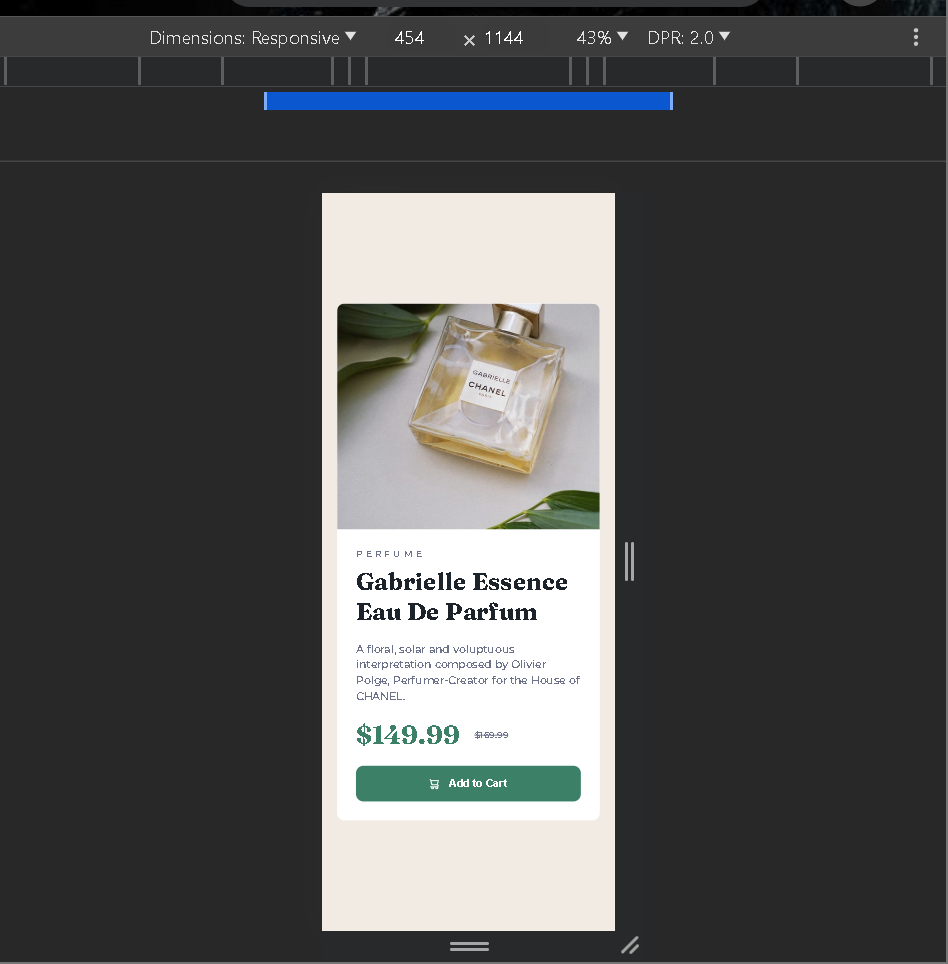 Dimensions: Responsive ▼ 454 × 1144 43% ▼ DPR: 2.0 ▼
GABRIELLE
CHANEL
PARIS
PERFUME
Gabrielle Essence
Eau De Parfum
A floral, solar and voluptuous
interpretation composed by Olivier
Polge, Perfumer-Creator for the House of
CHANEL.
$149.99 $169.99
Add to Cart